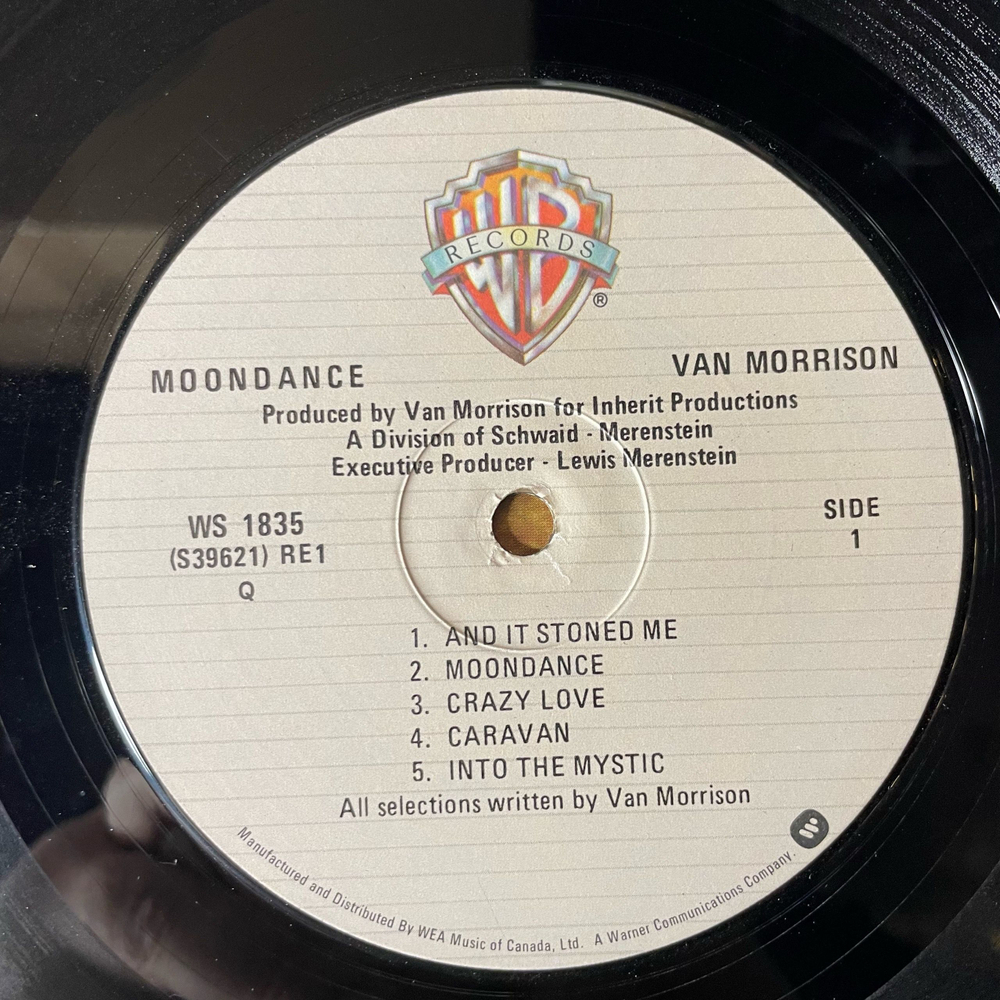 WB
RECORDS
®
MOONDANCE
VAN MORRISON
Produced by Van Morrison for Inherit Productions
A Division of Schwaid - Merenstein
Executive Producer - Lewis Merenstein
WS 1835
(S39621) RE1
Q
SIDE
1
1. AND IT STONED ME
2. MOONDANCE
3. CRAZY LOVE
4. CARAVAN
5. INTO THE MYSTIC
All selections written by Van Morrison
Manufactured and Distributed By WEA Music of Canada, Ltd. A Warner Communications Company.